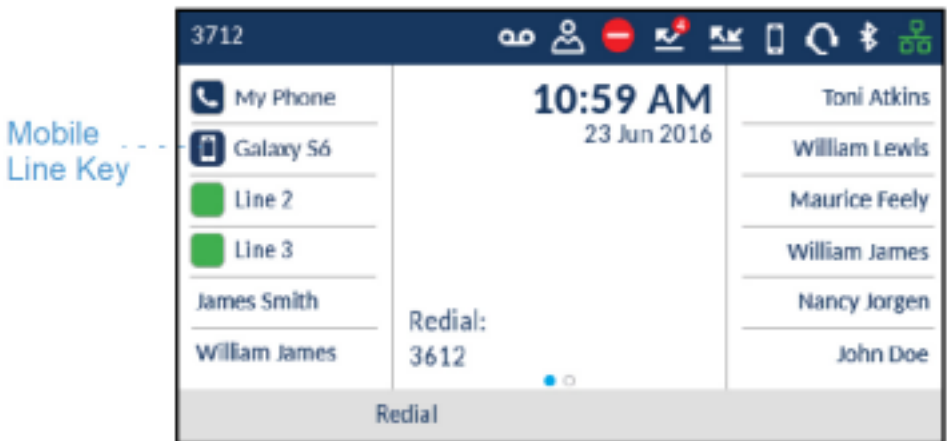 3712
4
Mobile
Line Key
My Phone
Galaxy S6
Line 2
Line 3
James Smith
William James
10:59 AM
23 Jun 2016
Redial:
3612
Toni Atkins
William Lewis
Maurice Feely
William James
Nancy Jorgen
John Doe
Redial